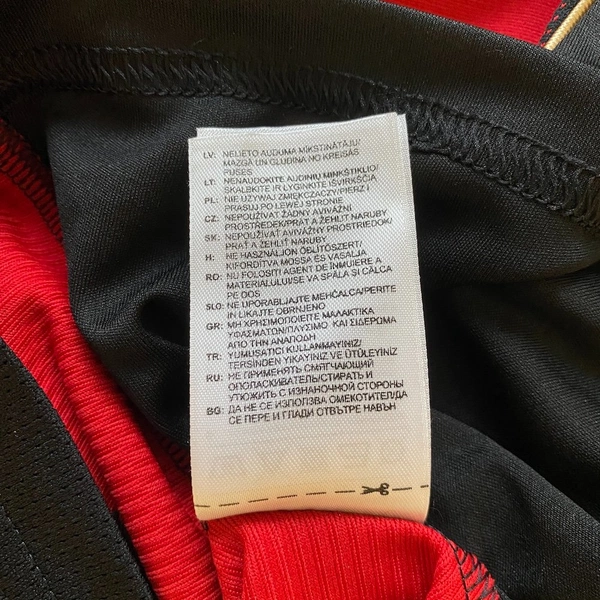 LV: NELIETO AUDUMA MĪKSTINĀTĀJU/
MAZGĀ UN GLUDINA NO KREISĀS
PUSES
LT: NENAUDOKITE AUDINIŲ MINKŠTIKLIO/
SKALBKITE IR LYGINKITE IŠVIRKŠČIĄ
PL: NIE UŻYWAJ ZMIĘKCZACZY/PIERZ I
PRASUJ PO LEWEJ STRONIE
CZ: NEPOUŽÍVAT ŽÁDNÝ AVIVÁŽNÍ
PROSTŘEDEK/PRÁT A ŽEHLIT NARUBY
SK: NEPOUŽÍVAŤ AVIVÁŽNY PROSTRIEDOK/
PRAŤ A ŽEHLIŤ NARUBY
H: NE HASZNÁLJON ÖBLÍTŐSZERT/
KIFORDÍTVA MOSSA ÉS VASALJA
RO: NU FOLOSIȚI AGENT DE ÎNMUIERE A
MATERIALULUI/SE VA SPĂLA ȘI CĂLCA
PE DOS
SLO: NE UPORABLJAJTE MEHČALCA/PERITE
IN LIKAJTE OBRNJENO
GR: ΜΗ ΧΡΗΣΙΜΟΠΟΙΕΙΤΕ ΜΑΛΑΚΤΙΚΑ
ΥΦΑΣΜΑΤΩΝ/ΠΛΥΣΙΜΟ ΚΑΙ ΣΙΔΕΡΩΜΑ
ΑΠΟ ΤΗΝ ΑΝΑΠΟΔΗ
TR: YUMUŞATICI KULLANMAYINIZ/
TERSİNDEN YIKAYINIZ VE ÜTÜLEYİNİZ
RU: НЕ ПРИМЕНЯТЬ СМЯГЧАЮЩИЙ
ОПОЛАСКИВАТЕЛЬ/СТИРАТЬ И
УТЮЖИТЬ С ИЗНАНОЧНОЙ СТОРОНЫ
BG: ДА НЕ СЕ ИЗПОЛЗВА ОМЕКОТИТЕЛ/ДА
СЕ ПЕРЕ И ГЛАДИ ОТВЪТРЕ НАВЪН